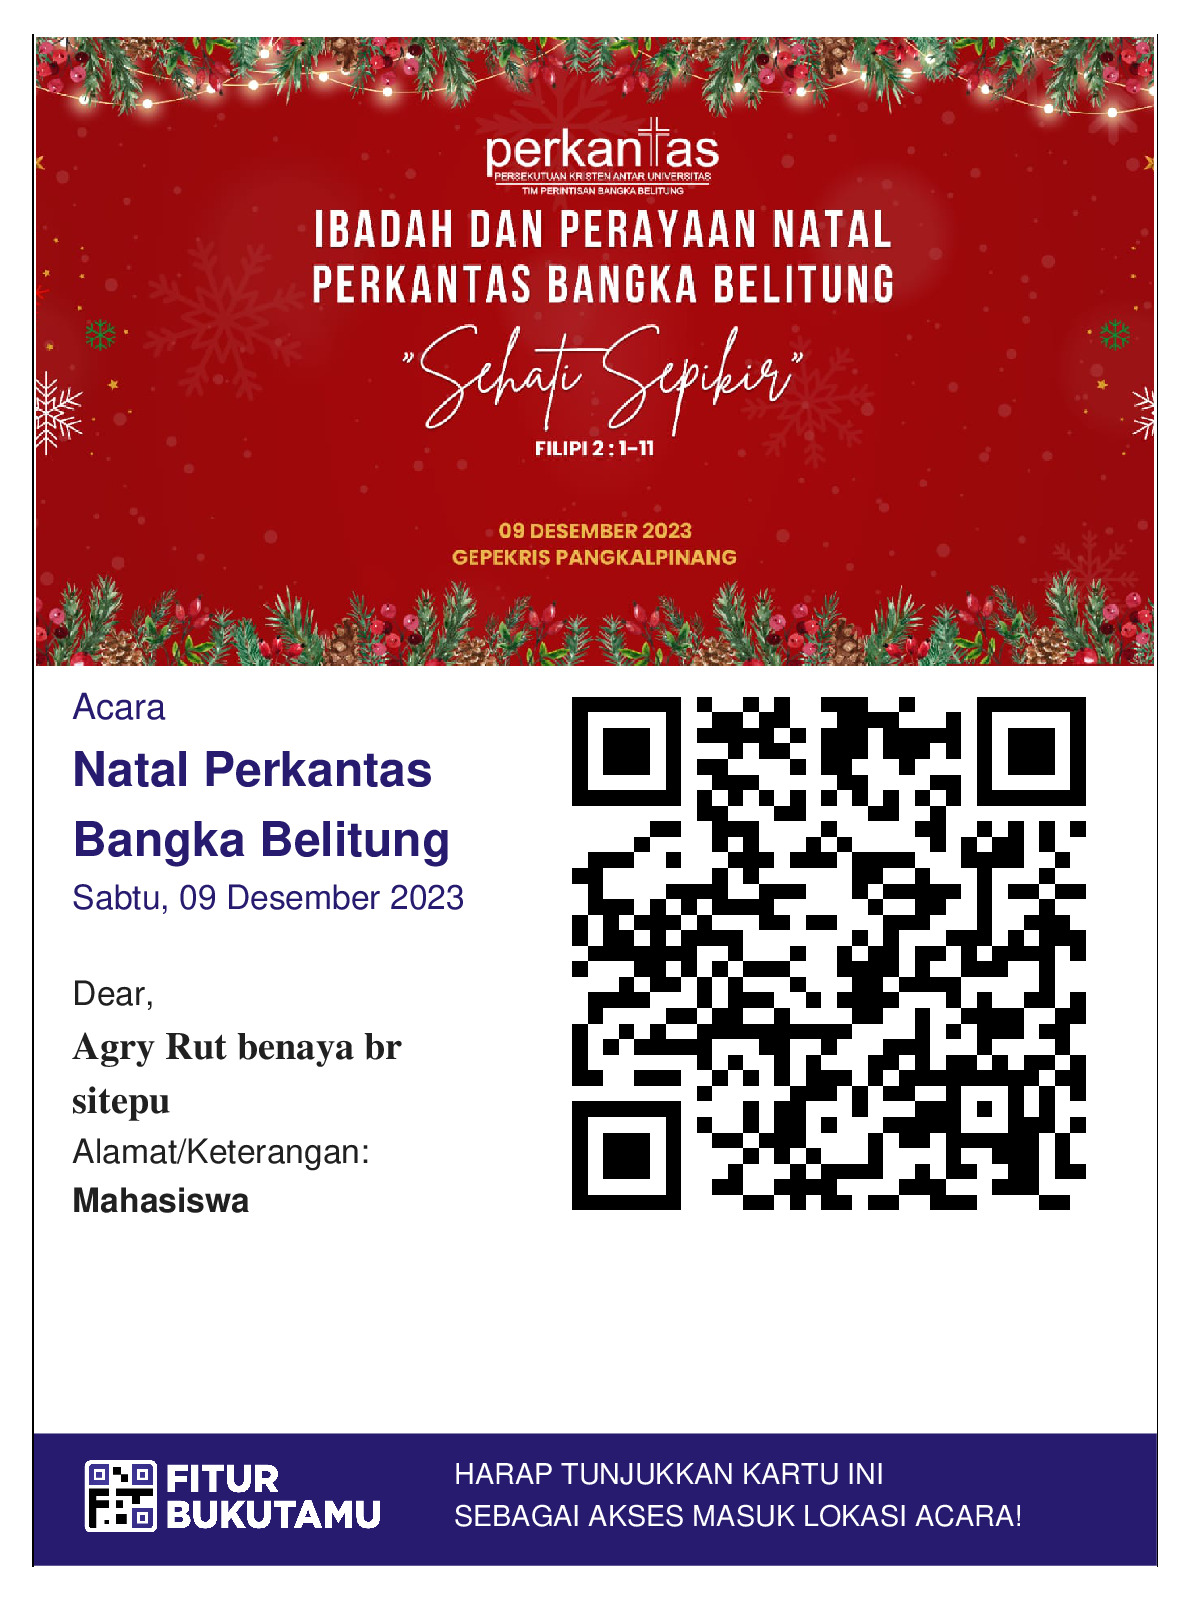 perkantas
PERSEKUTUAN KRISTEN ANTAR UNIVERSITAS
TIM PERINTISAN BANGKA BELITUNG
IBADAH DAN PERAYAAN NATAL
PERKANTAS BANGKA BELITUNG
"Sehati Sepikir"
FILIPI 2 : 1-11
09 DESEMBER 2023
GEPEKRIS PANGKALPINANG
Acara
Natal Perkantas
Bangka Belitung
Sabtu, 09 Desember 2023
Dear,
Agry Rut benaya br
sitepu
Alamat/Keterangan:
Mahasiswa
FITUR
BUKUTAMU
HARAP TUNJUKKAN KARTU INI
SEBAGAI AKSES MASUK LOKASI ACARA!